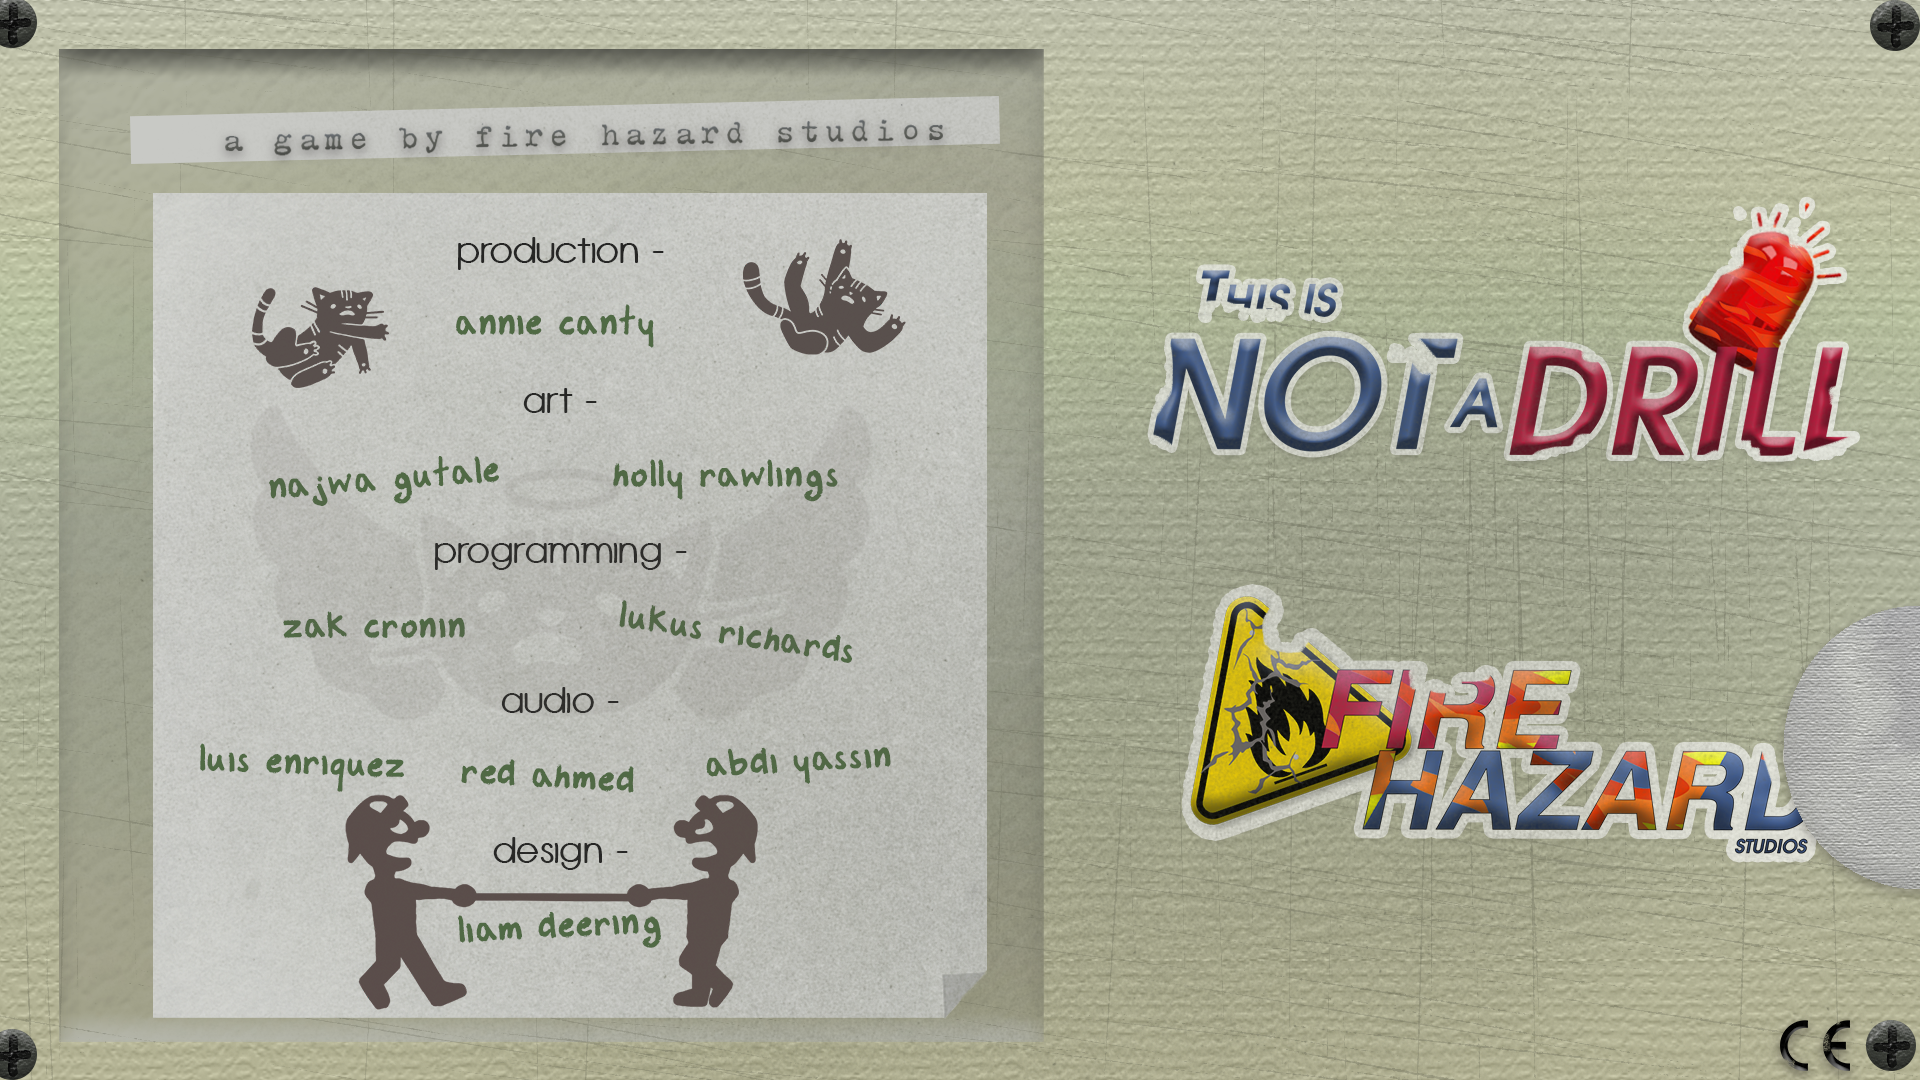 a game by fire hazard studios
production -
annie canty
art -
najwa gutale holly rawlings
programming -
zak cronin lukus richards
audio -
luis enriquez red ahmed abdi yassin
design -
liam deering
THIS IS
NOT A DRILL
FIRE
HAZARD
STUDIOS
CE